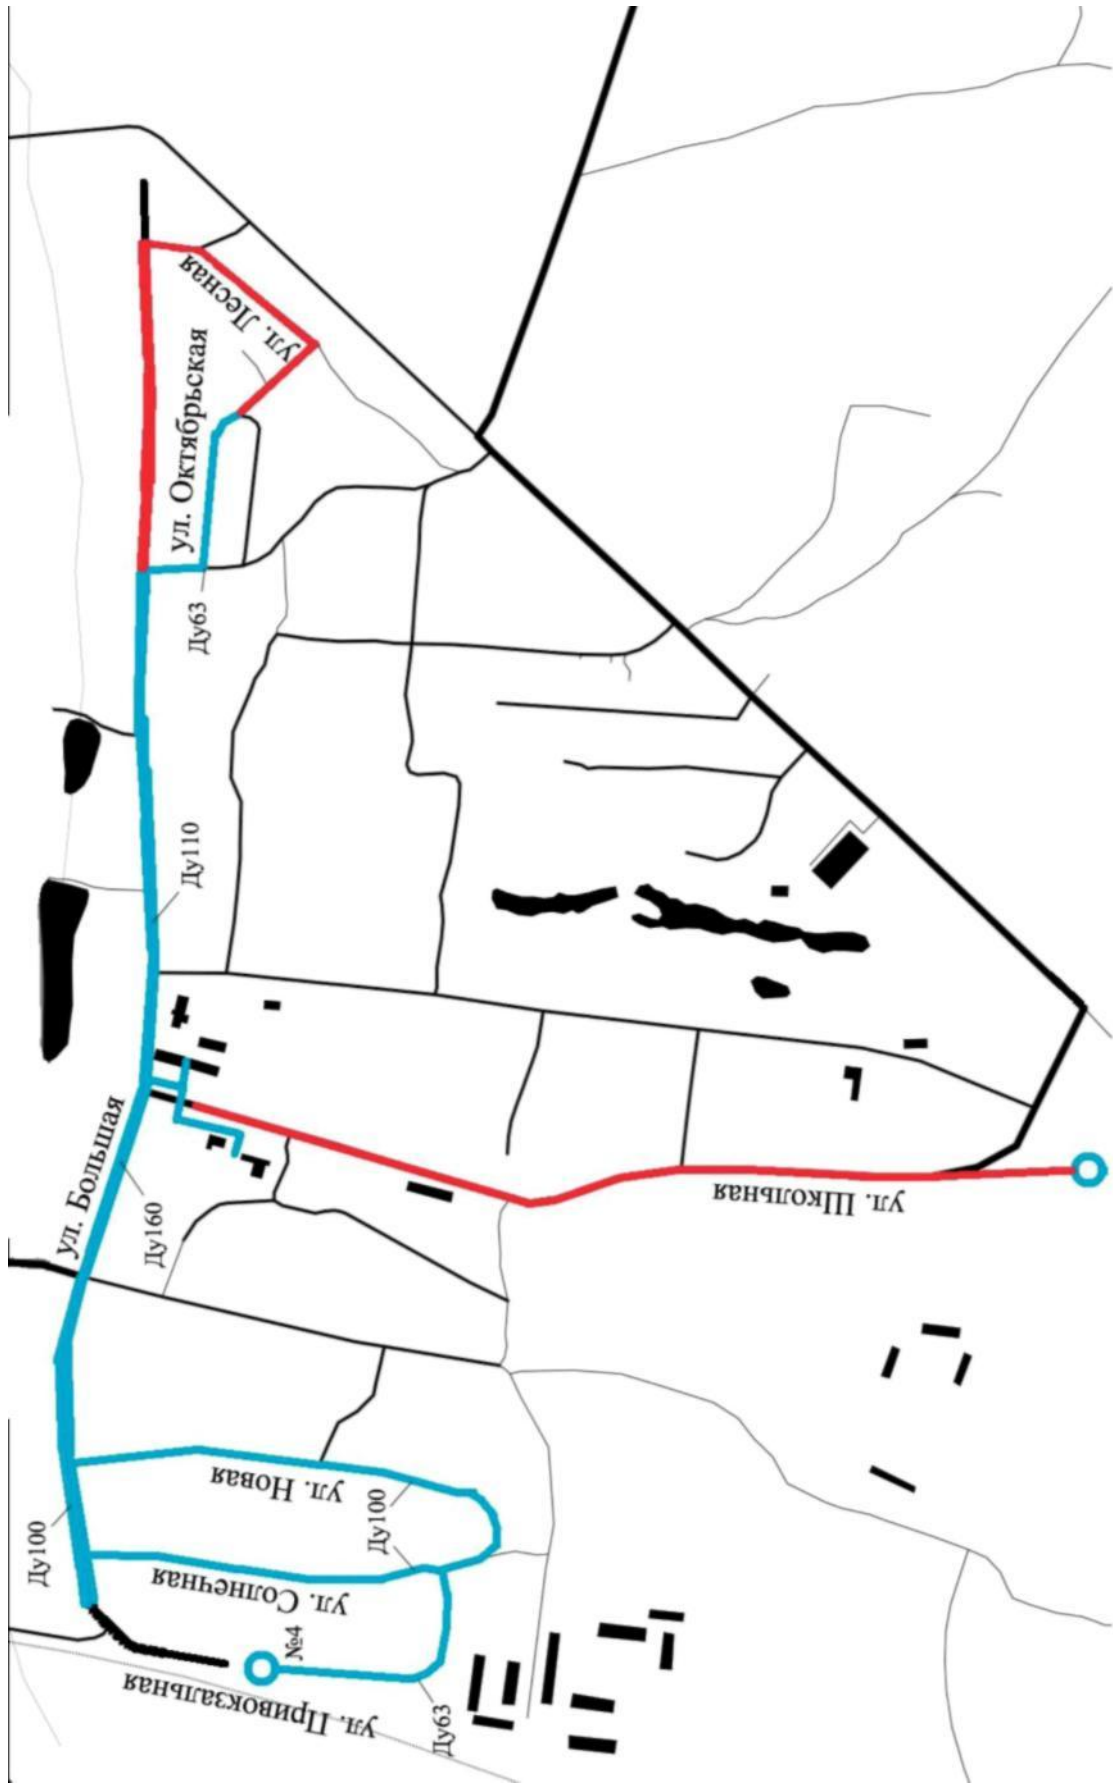 ул. Лесная
ул. Октябрьская
Ду63
Ду110
ул. Большая
Ду160
ул. Школьная
ул. Новая
Ду100
Ду100
ул. Солнечная
№4
ул. Привокзальная
Ду63